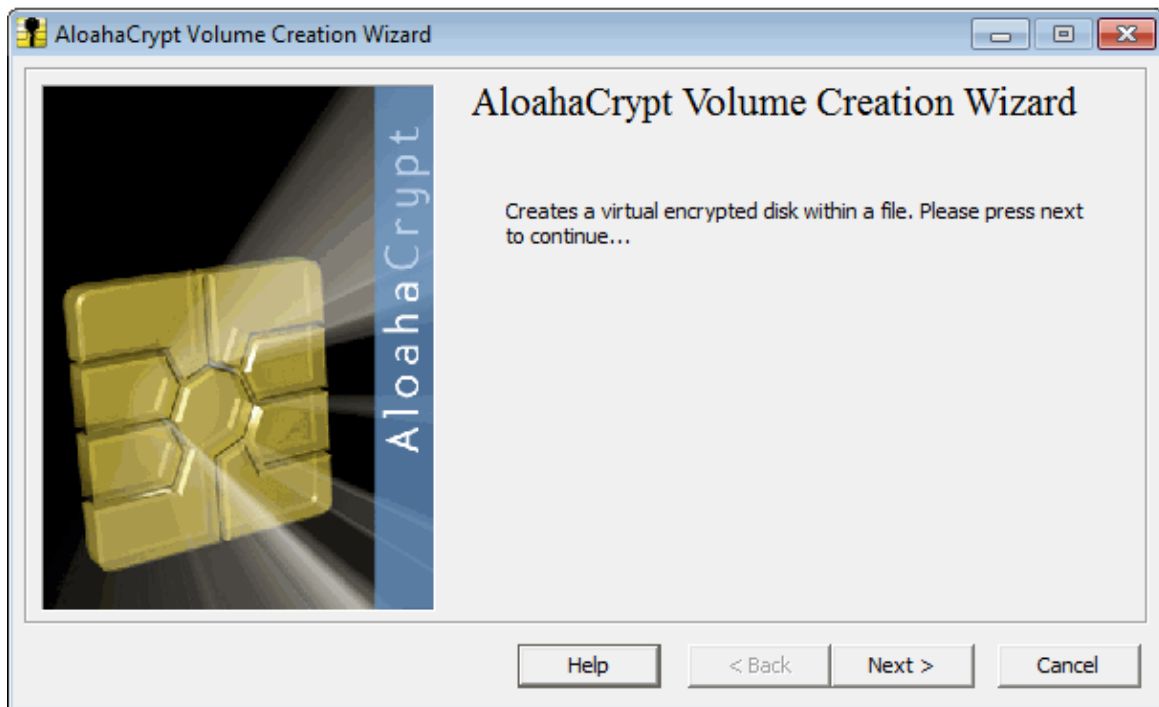 AloahaCrypt Volume Creation Wizard
AloahaCrypt Volume Creation Wizard
AloahaCrypt
Creates a virtual encrypted disk within a file. Please press next
to continue...
Help
< Back
Next >
Cancel